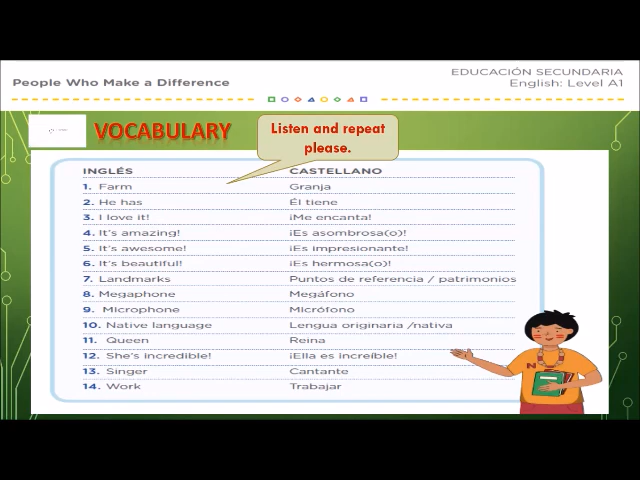 People Who Make a Difference
EDUCACIÓN SECUNDARIA
English: Level A1
VOCABULARY
Listen and repeat
please.
INGLÉS CASTELLANO
1. Farm Granja
2. He has Él tiene
3. I love it! ¡Me encanta!
4. It's amazing! ¡Es asombrosa(o)!
5. It's awesome! ¡Es impresionante!
6. It's beautiful! ¡Es hermosa(o)!
7. Landmarks Puntos de referencia / patrimonios
8. Megaphone Megáfono
9. Microphone Micrófono
10. Native language Lengua originaria /nativa
11. Queen Reina
12. She's incredible! ¡Ella es increíble!
13. Singer Cantante
14. Work Trabajar
N